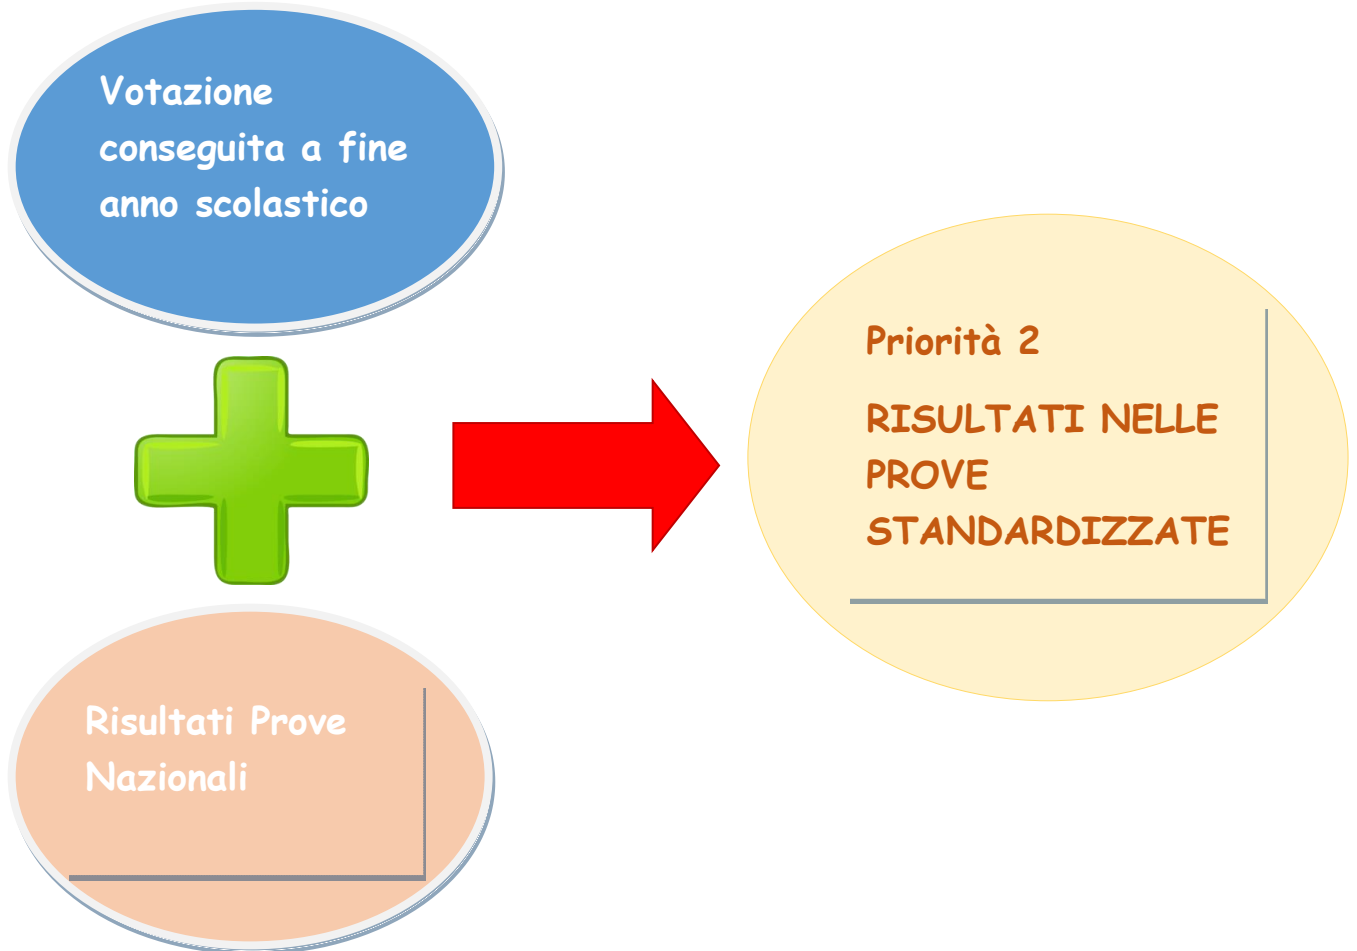 Votazione
conseguita a fine
anno scolastico
Priorità 2
RISULTATI NELLE
PROVE
STANDARDIZZATE
Risultati Prove
Nazionali